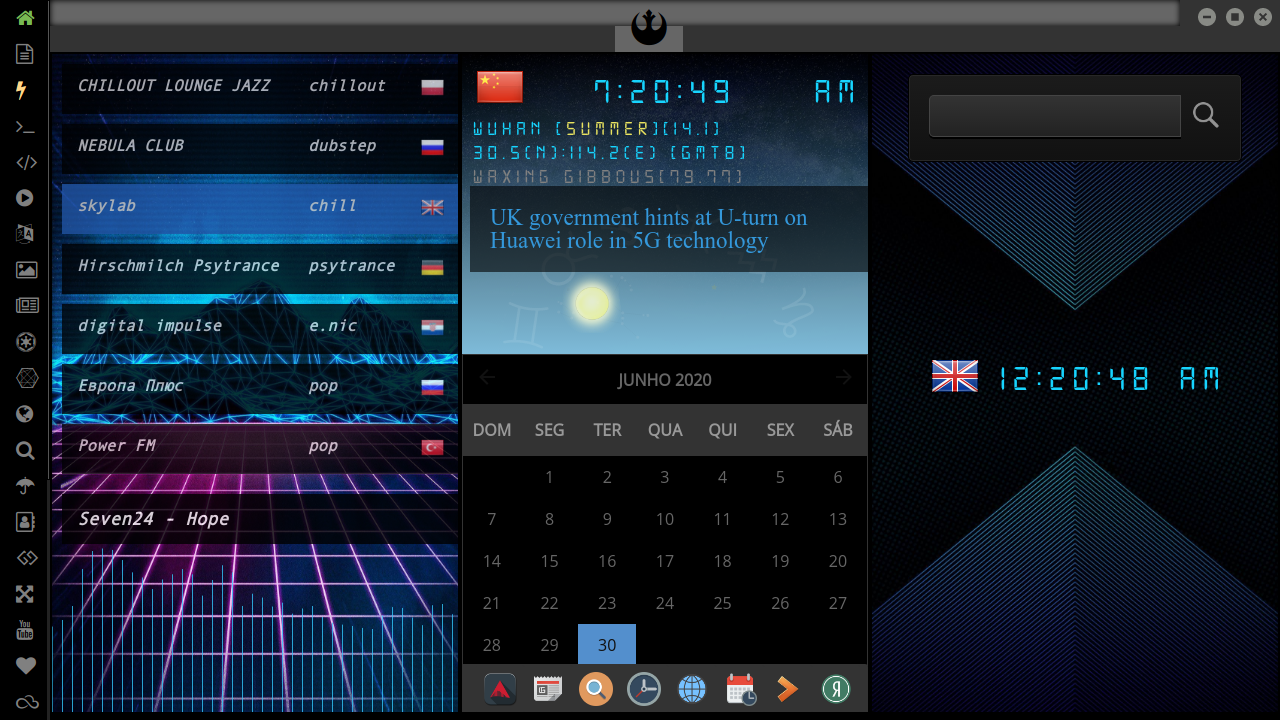 CHILLOUT LOUNGE JAZZ chillout
NEBULA CLUB dubstep
skylab chill
Hirschmilch Psytrance psytrance
digital impulse e.nic
Европа Плюс pop
Power FM pop
Seven24 - Hope
7:20:49 AM
WUHAN [SUMMER][14.1]
30.5(N):114.2(E) [GMT8]
WAXING GIBBOUS[79.77]
UK government hints at U-turn on
Huawei role in 5G technology
JUNHO 2020
DOM SEG TER QUA QUI SEX SÁB
1 2 3 4 5 6
7 8 9 10 11 12 13
14 15 16 17 18 19 20
21 22 23 24 25 26 27
28 29 30
12:20:48 AM
You
Tube
Я